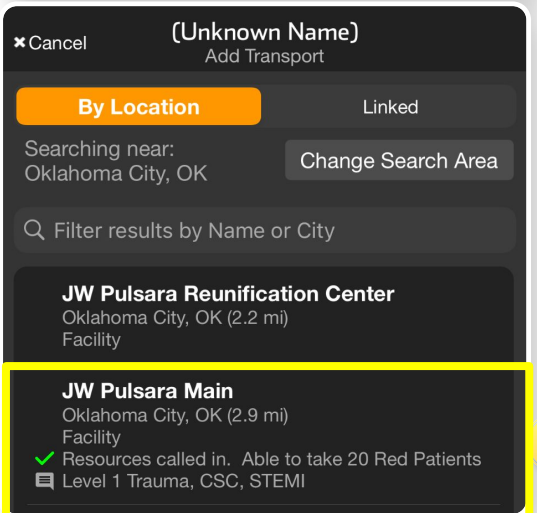 ✖Cancel
(Unknown Name)
Add Transport
By Location
Linked
Searching near:
Oklahoma City, OK
Change Search Area
Filter results by Name or City
JW Pulsara Reunification Center
Oklahoma City, OK (2.2 mi)
Facility
JW Pulsara Main
Oklahoma City, OK (2.9 mi)
Facility
Resources called in.  Able to take 20 Red Patients
Level 1 Trauma, CSC, STEMI